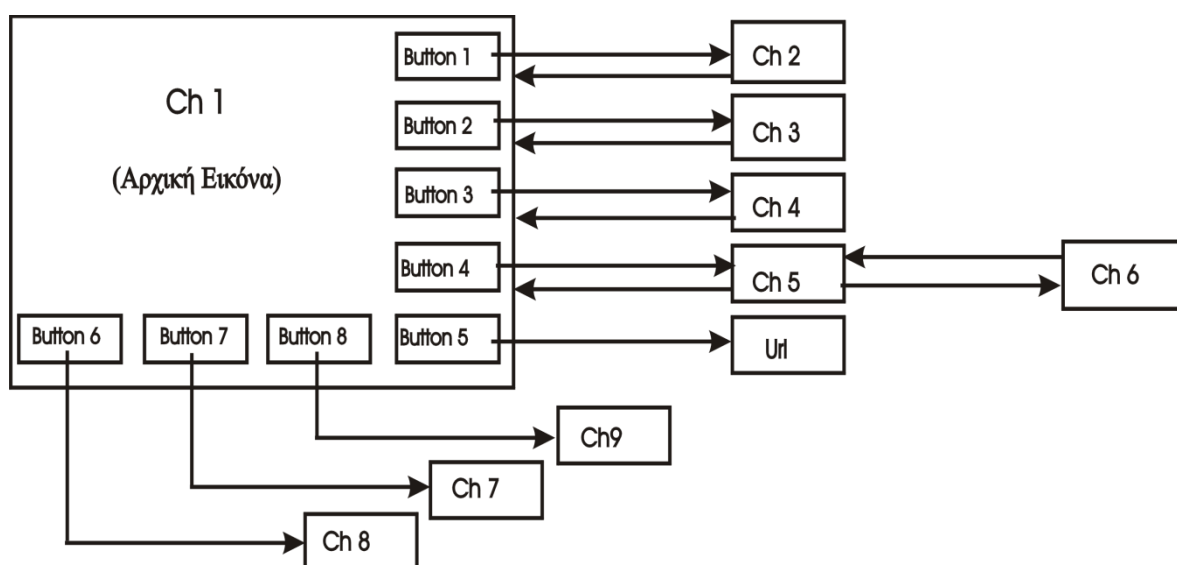 Button 1
Ch 2
Ch 1
Button 2
Ch 3
(Αρχική Εικόνα)
Button 3
Ch 4
Button 4
Ch 5
Ch 6
Button 6
Button 7
Button 8
Button 5
Url
Ch9
Ch 7
Ch 8